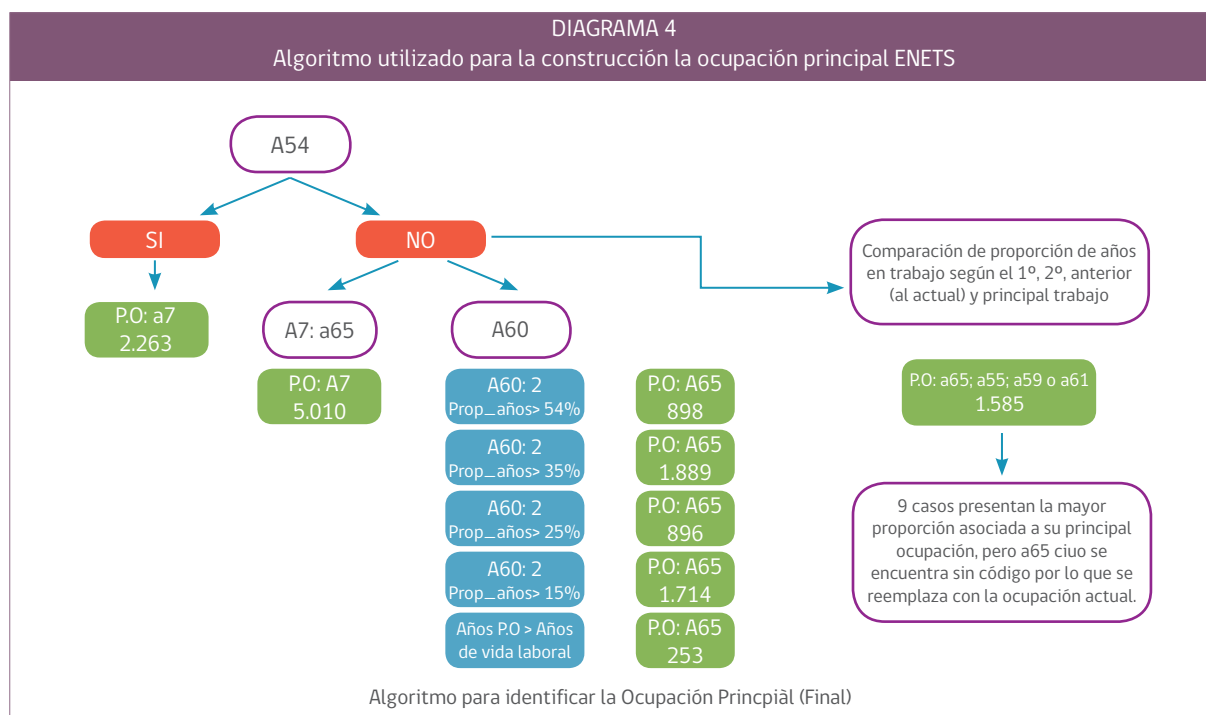 DIAGRAMA 4
Algoritmo utilizado para la construcción la ocupación principal ENETS
A54
SI
NO
P.O: a7
2.263
A7: a65
P.O: A7
5.010
A60
A60: 2
Prop_años> 54%
P.O: A65
898
A60: 2
Prop_años> 35%
P.O: A65
1.889
A60: 2
Prop_años> 25%
P.O: A65
896
A60: 2
Prop_años> 15%
P.O: A65
1.714
Años P.O > Años
de vida laboral
P.O: A65
253
Comparación de proporción de años
en trabajo según el 1º, 2º, anterior
(al actual) y principal trabajo
P.O: a65; a55; a59 o a61
1.585
9 casos presentan la mayor
proporción asociada a su principal
ocupación, pero a65 ciuo se
encuentra sin código por lo que se
reemplaza con la ocupación actual.
Algoritmo para identificar la Ocupación Princpiàl (Final)